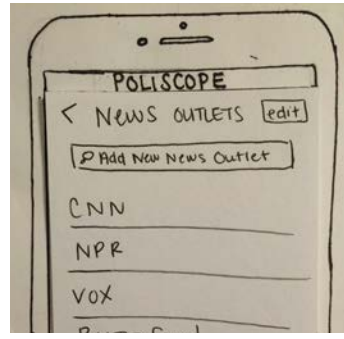 POLISCOPE
< News OUTLETS edit
Add New News Outlet
CNN
NPR
VOX